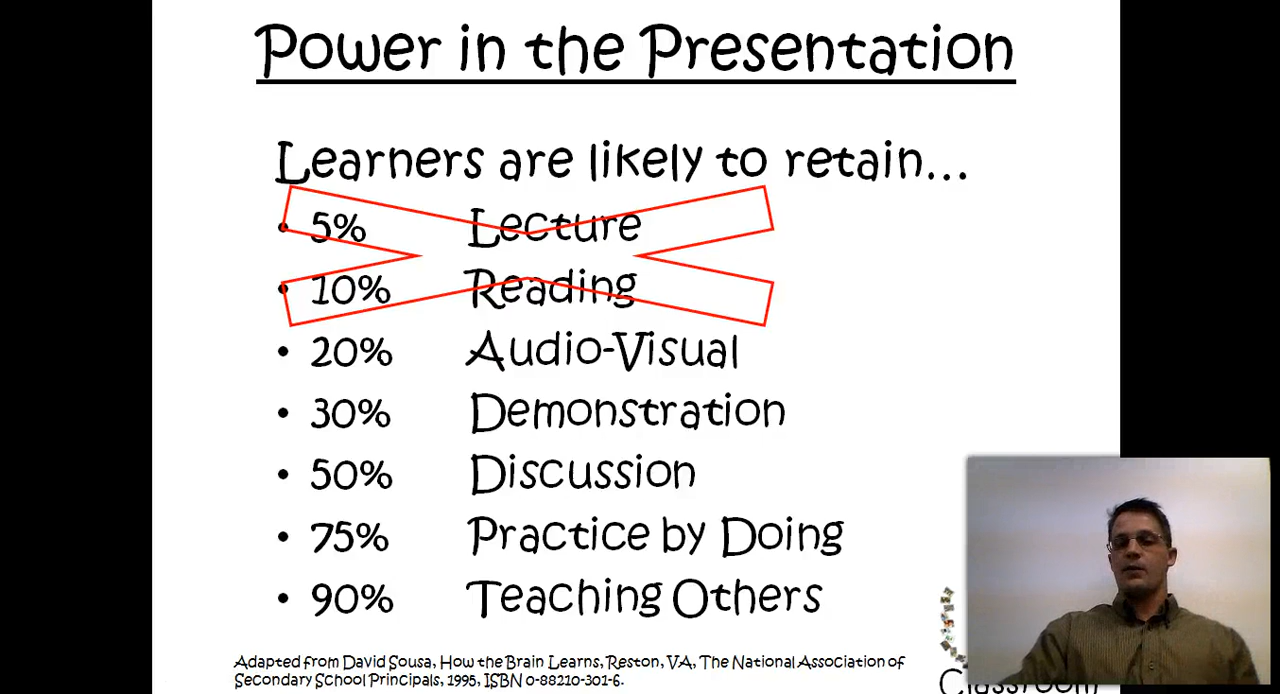 Power in the Presentation
Learners are likely to retain...
• 5% Lecture
• 10% Reading
• 20% Audio-Visual
• 30% Demonstration
• 50% Discussion
• 75% Practice by Doing
• 90% Teaching Others
Adapted from David Sousa, How the Brain Learns, Reston, VA, The National Association of
Secondary School Principals, 1995, ISBN 0-88210-301-6.
Classroom